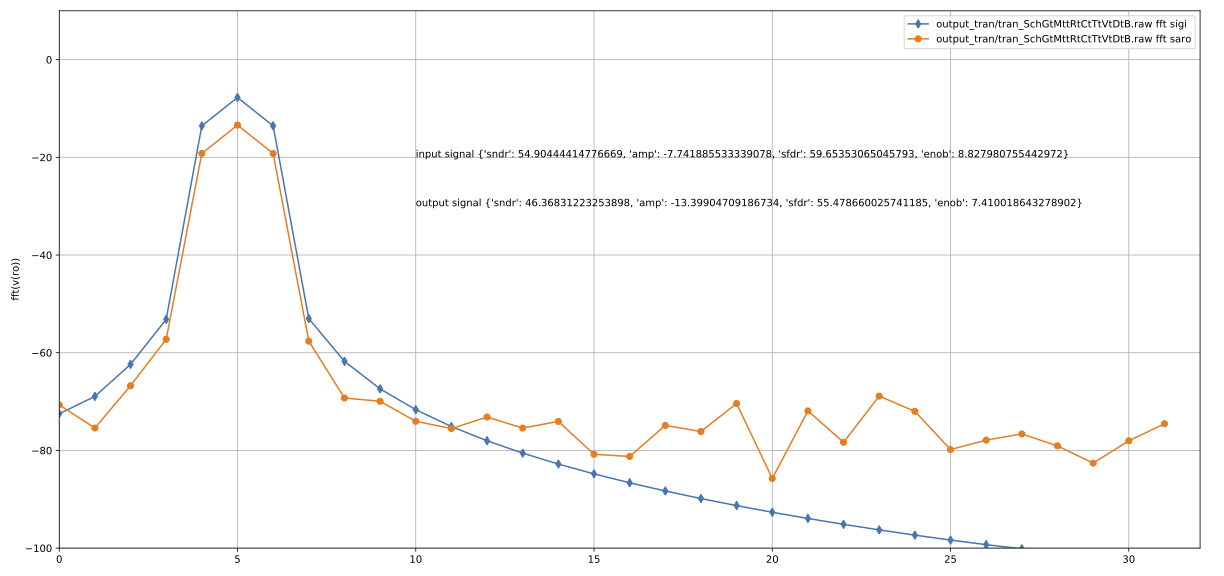 output_tran/tran_SchGtMttRtCtTtVtDtB.raw fft sigi
output_tran/tran_SchGtMttRtCtTtVtDtB.raw fft saro
0
−20
input signal {'sndr': 54.90444414776669, 'amp': -7.741885533339078, 'sfdr': 59.65353065045793, 'enob': 8.827980755442972}
output signal {'sndr': 46.36831223253898, 'amp': -13.39904709186734, 'sfdr': 55.478660025741185, 'enob': 7.410018643278902}
−40
fft(v(ro))
−60
−80
−100
0 5 10 15 20 25 30